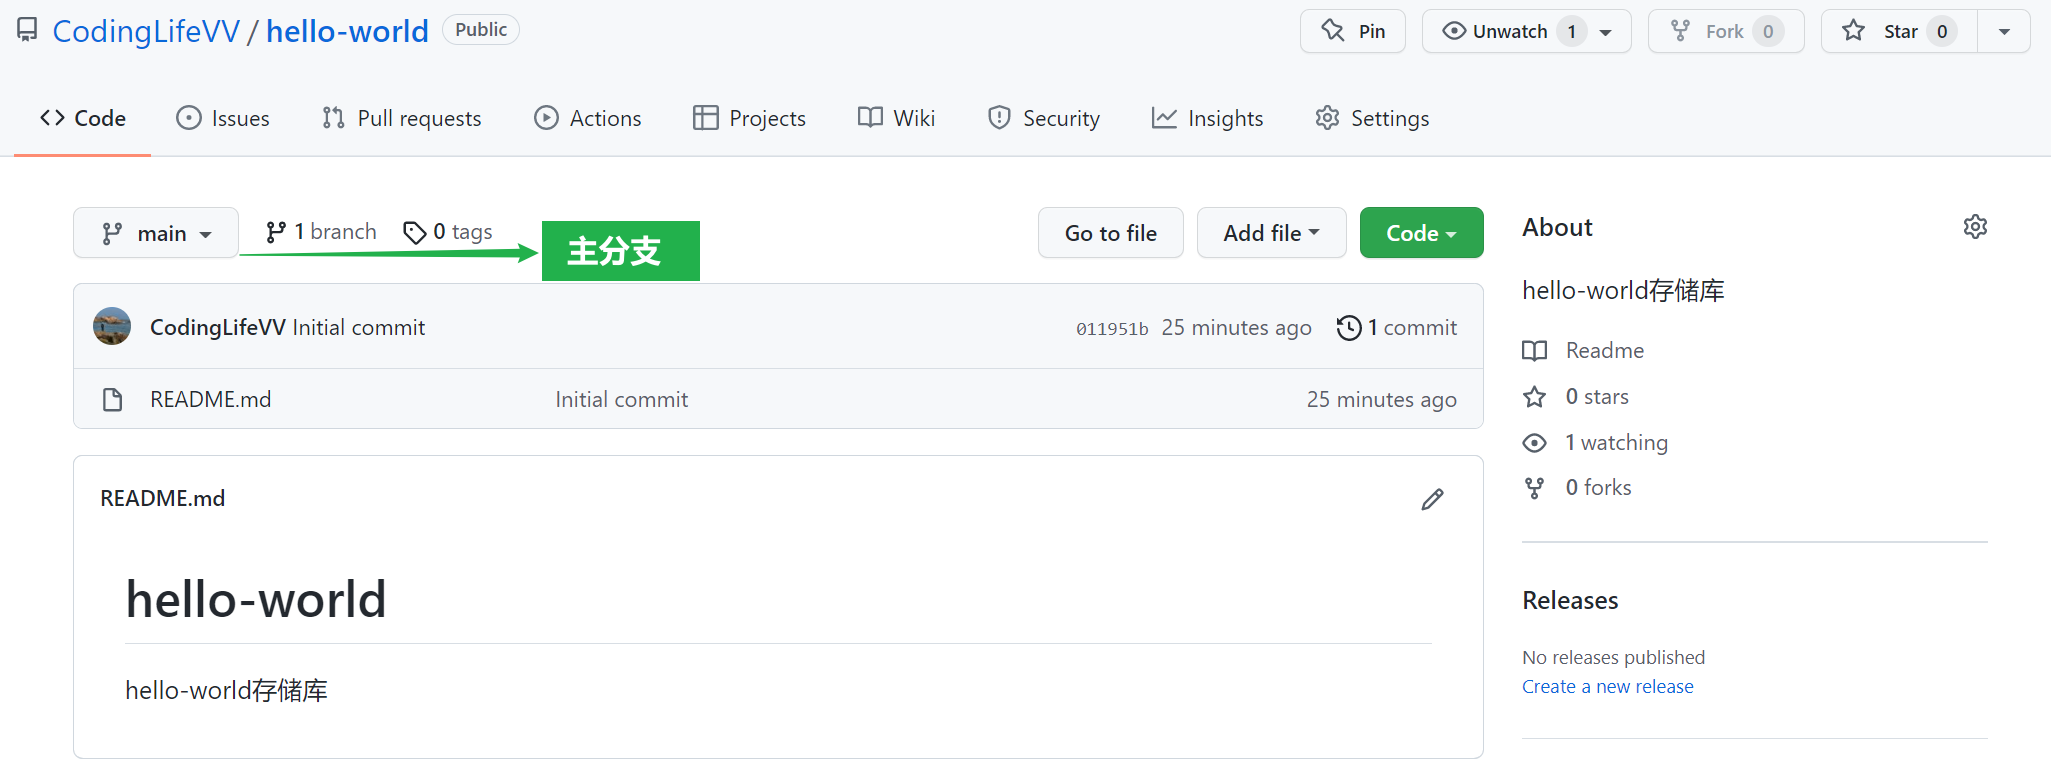 CodingLifeVV / hello-world Public Pin Unwatch 1 Fork 0 Star 0
Code Issues Pull requests Actions Projects Wiki Security Insights Settings
main 1 branch 0 tags 主分支 Go to file Add file Code
CodingLifeVV Initial commit 011951b 25 minutes ago 1 commit
README.md Initial commit 25 minutes ago
README.md
hello-world
hello-world存储库
About
hello-world存储库
Readme
0 stars
1 watching
0 forks
Releases
No releases published
Create a new release